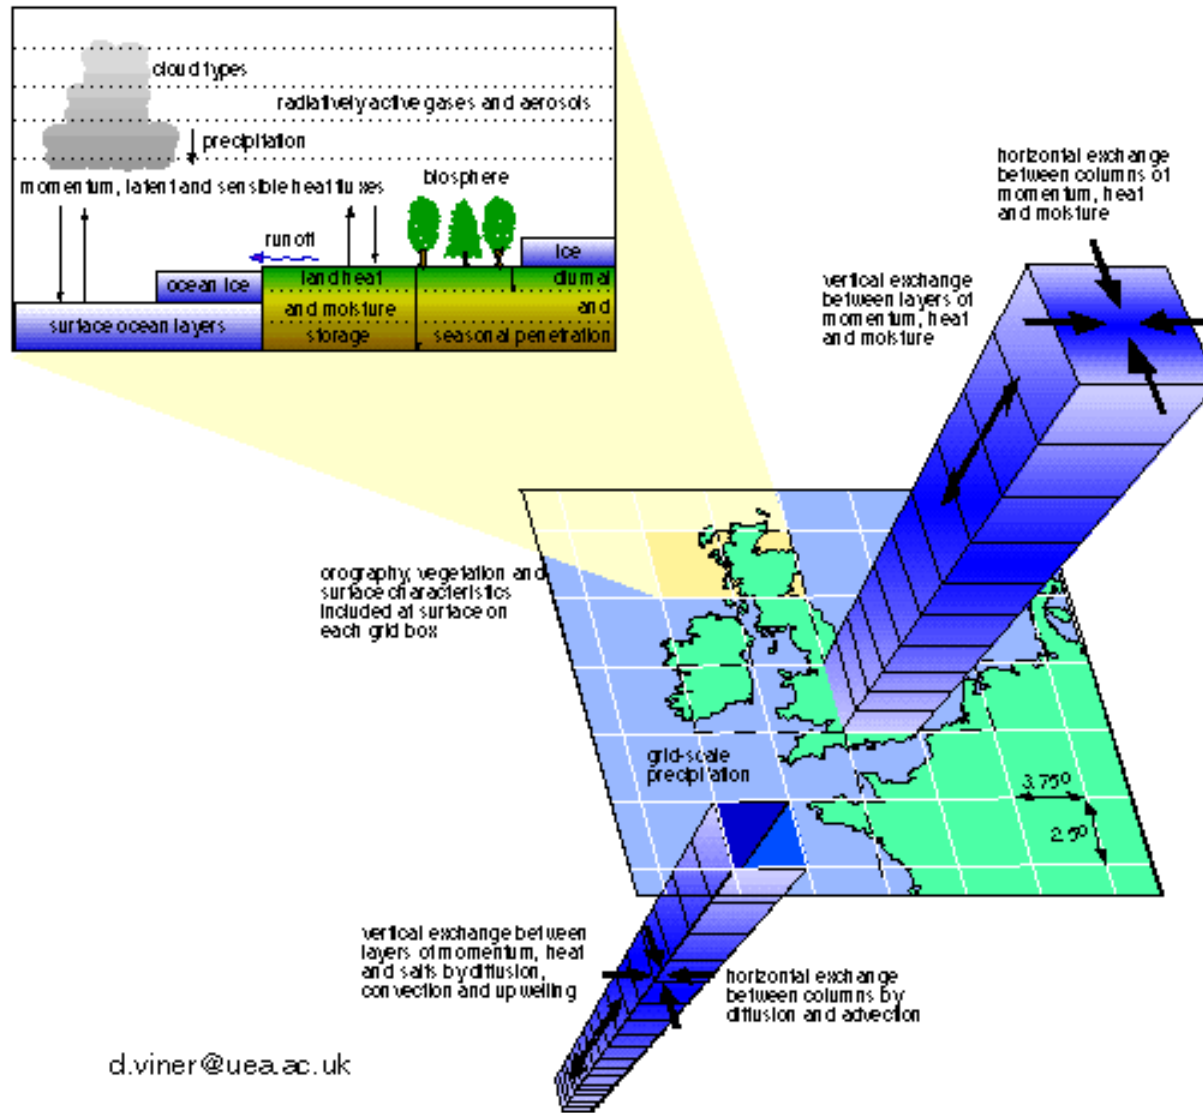 cloud types
radiatively active gases and aerosols
precipitation
momentum, latent and sensible heat fluxes
biosphere
run off
ice
ocean ice
land heat
diurnal
and moisture
and
surface ocean layers
storage
seasonal penetration
horizontal exchange
between columns of
momentum, heat
and moisture
vertical exchange
between layers of
momentum, heat
and moisture
orography, vegetation and
surface characteristics
included at surface on
each grid box
grid-scale
precipitation
3.75º
2.5º
vertical exchange between
layers of momentum, heat
and salts by diffusion,
convection and upwelling
horizontal exchange
between columns by
diffusion and advection
d.viner@uea.ac.uk